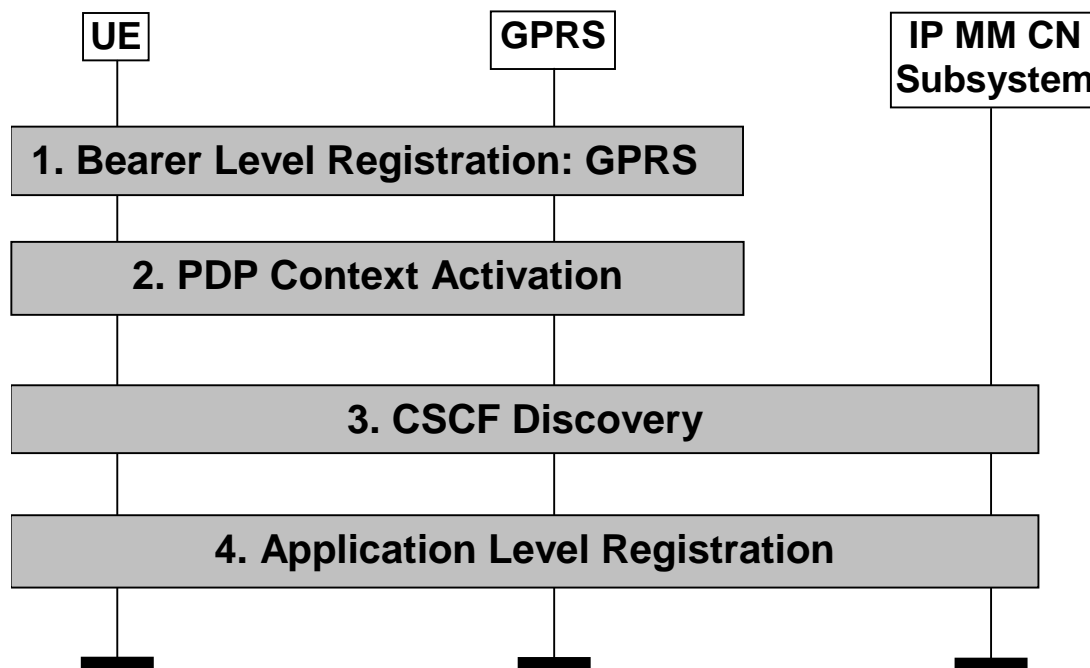 UE
GPRS
IP MM CN
Subsystem
1. Bearer Level Registration: GPRS
2. PDP Context Activation
3. CSCF Discovery
4. Application Level Registration